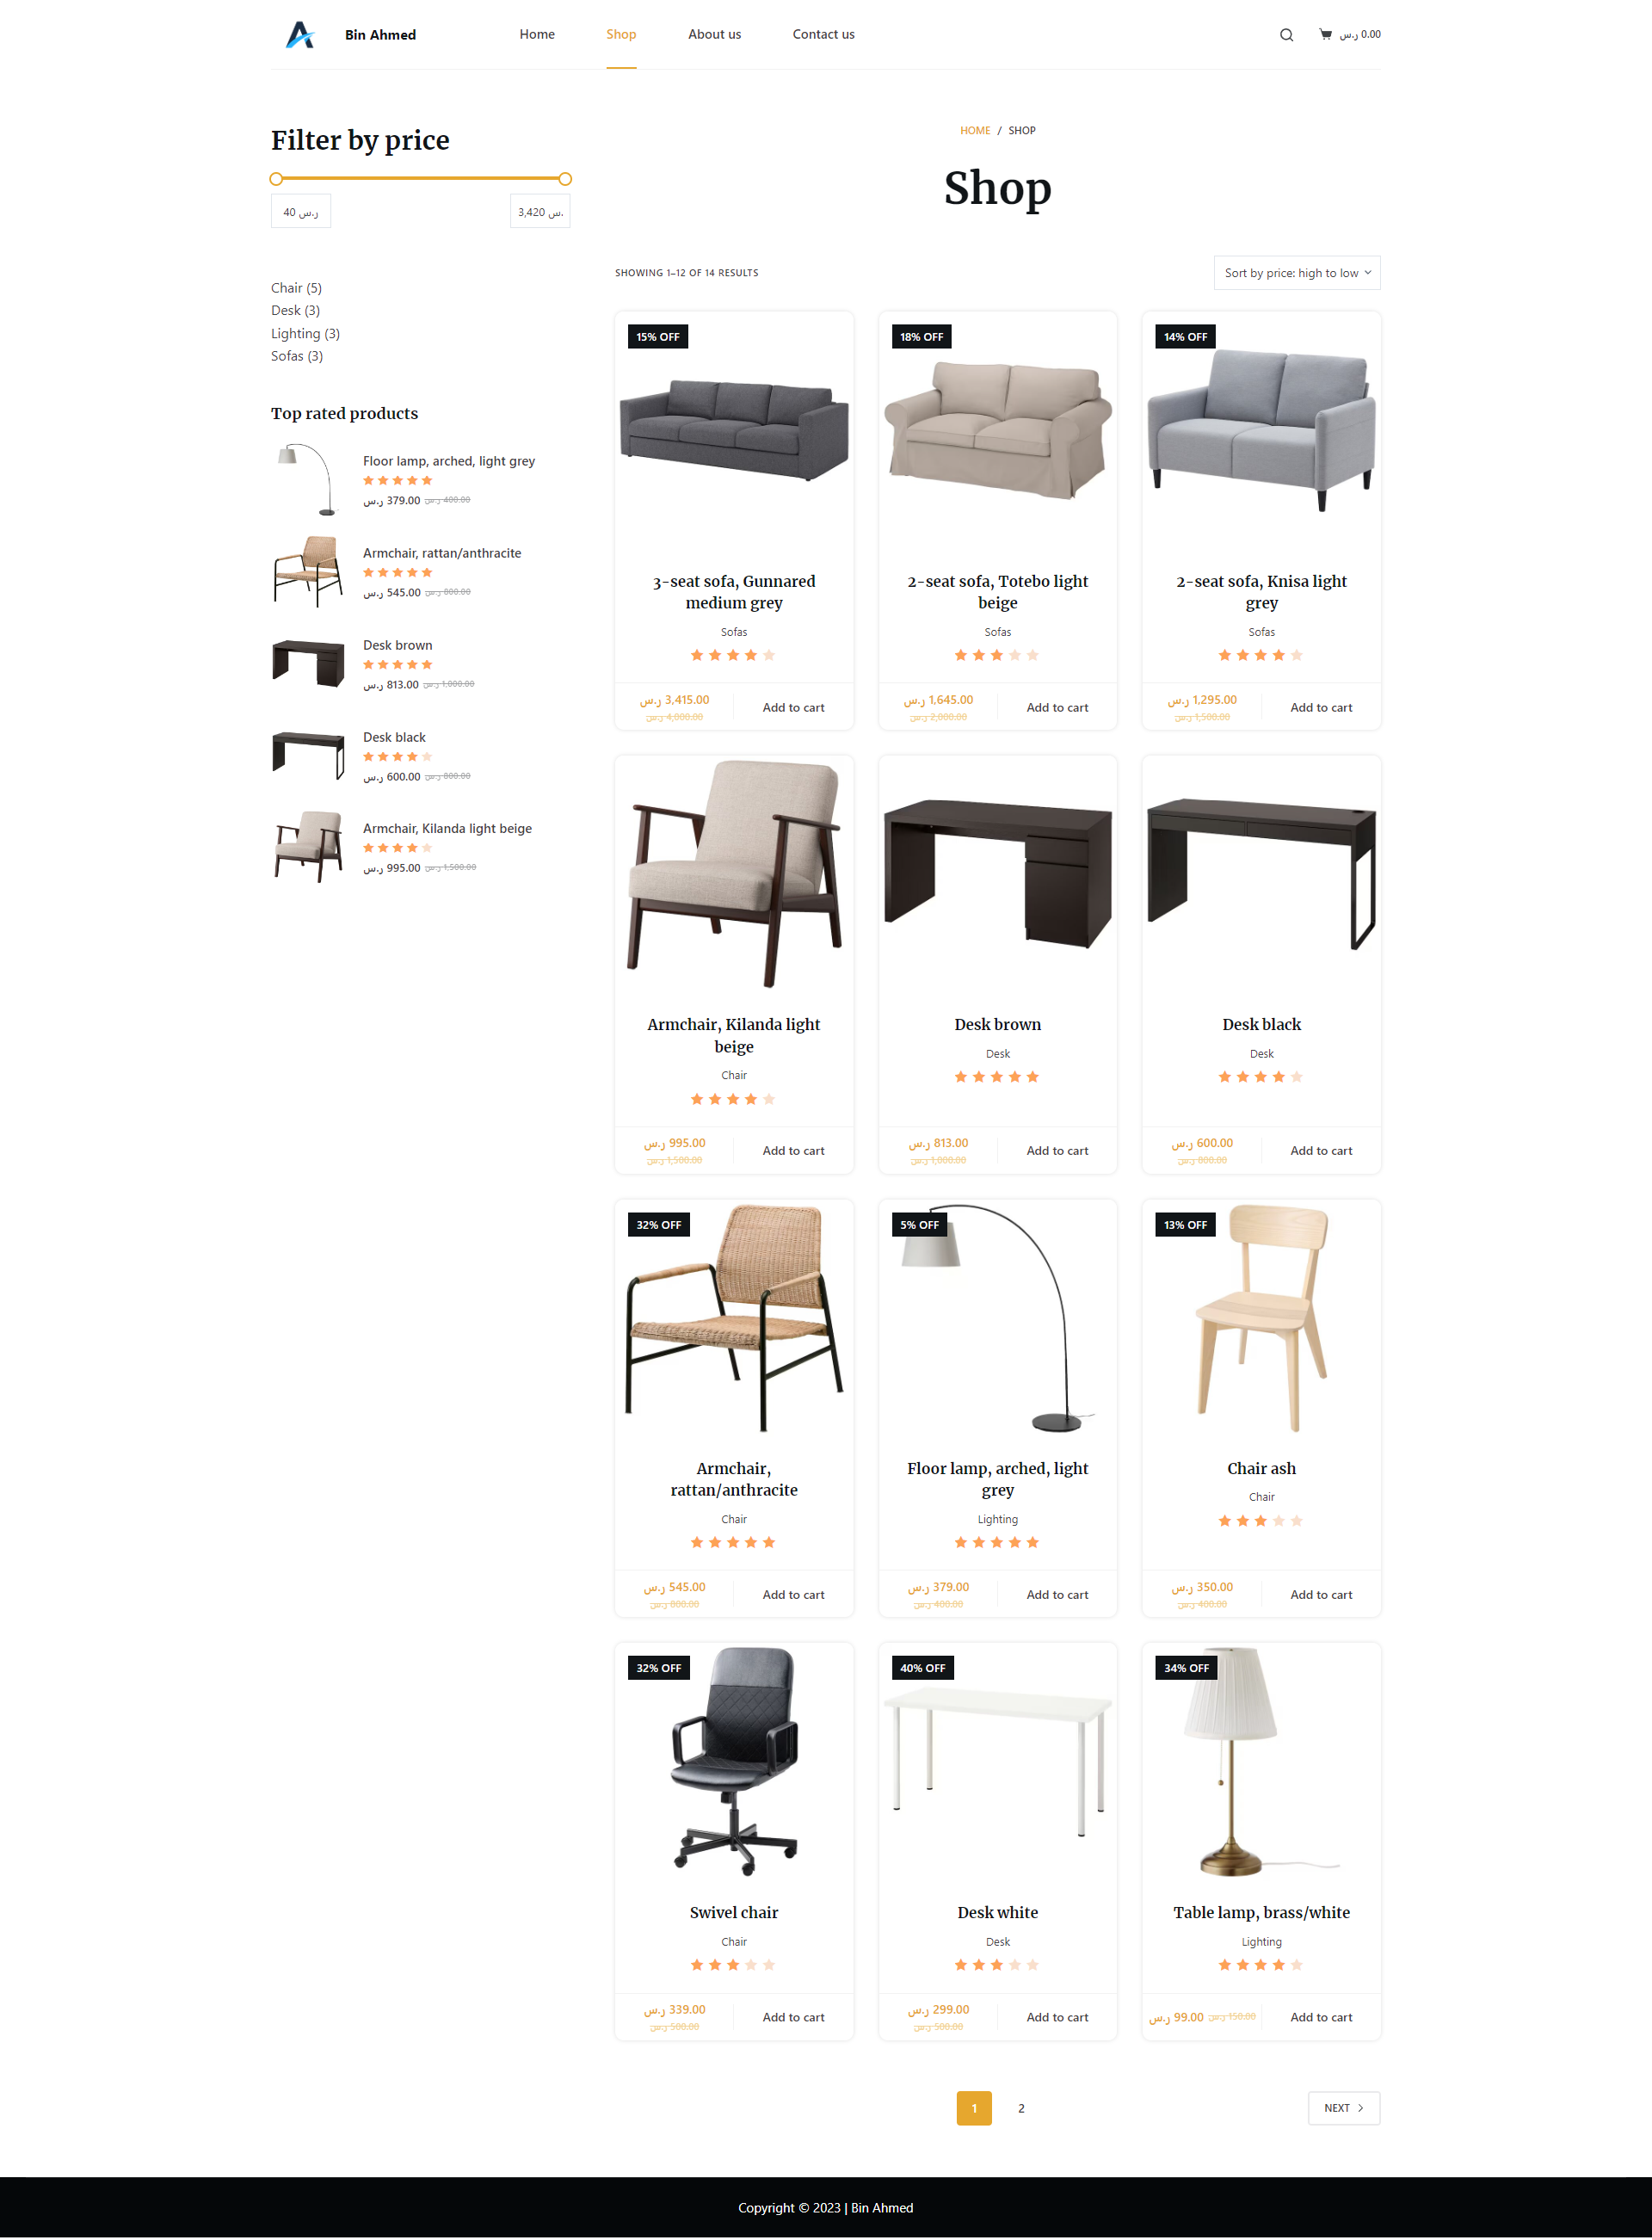 Bin Ahmed
Home
Shop
About us
Contact us
0.00 ر.س
Filter by price
40 ر.س
3,420 س.
Chair (5)
Desk (3)
Lighting (3)
Sofas (3)
Top rated products
Floor lamp, arched, light grey
ر.س 379.00 ر.س 400.00
Armchair, rattan/anthracite
ر.س 545.00 ر.س 800.00
Desk brown
ر.س 813.00 ر.س 1,000.00
Desk black
ر.س 600.00 ر.س 800.00
Armchair, Kilanda light beige
ر.س 995.00 ر.س 1,500.00
HOME / SHOP
Shop
SHOWING 1–12 OF 14 RESULTS
Sort by price: high to low
15% OFF
3-seat sofa, Gunnared
medium grey
Sofas
ر.س 3,415.00
ر.س 4,000.00
Add to cart
18% OFF
2-seat sofa, Totebo light
beige
Sofas
ر.س 1,645.00
ر.س 2,000.00
Add to cart
14% OFF
2-seat sofa, Knisa light
grey
Sofas
ر.س 1,295.00
ر.س 1,500.00
Add to cart
Armchair, Kilanda light
beige
Chair
ر.س 995.00
ر.س 1,500.00
Add to cart
Desk brown
Desk
ر.س 813.00
ر.س 1,000.00
Add to cart
Desk black
Desk
ر.س 600.00
ر.س 800.00
Add to cart
32% OFF
Armchair,
rattan/anthracite
Chair
ر.س 545.00
ر.س 800.00
Add to cart
5% OFF
Floor lamp, arched, light
grey
Lighting
ر.س 379.00
ر.س 400.00
Add to cart
13% OFF
Chair ash
Chair
ر.س 350.00
ر.س 400.00
Add to cart
32% OFF
Swivel chair
Chair
ر.س 339.00
ر.س 500.00
Add to cart
40% OFF
Desk white
Desk
ر.س 299.00
ر.س 500.00
Add to cart
34% OFF
Table lamp, brass/white
Lighting
ر.س 99.00 ر.س 150.00
Add to cart
1
2
NEXT
Copyright © 2023 | Bin Ahmed